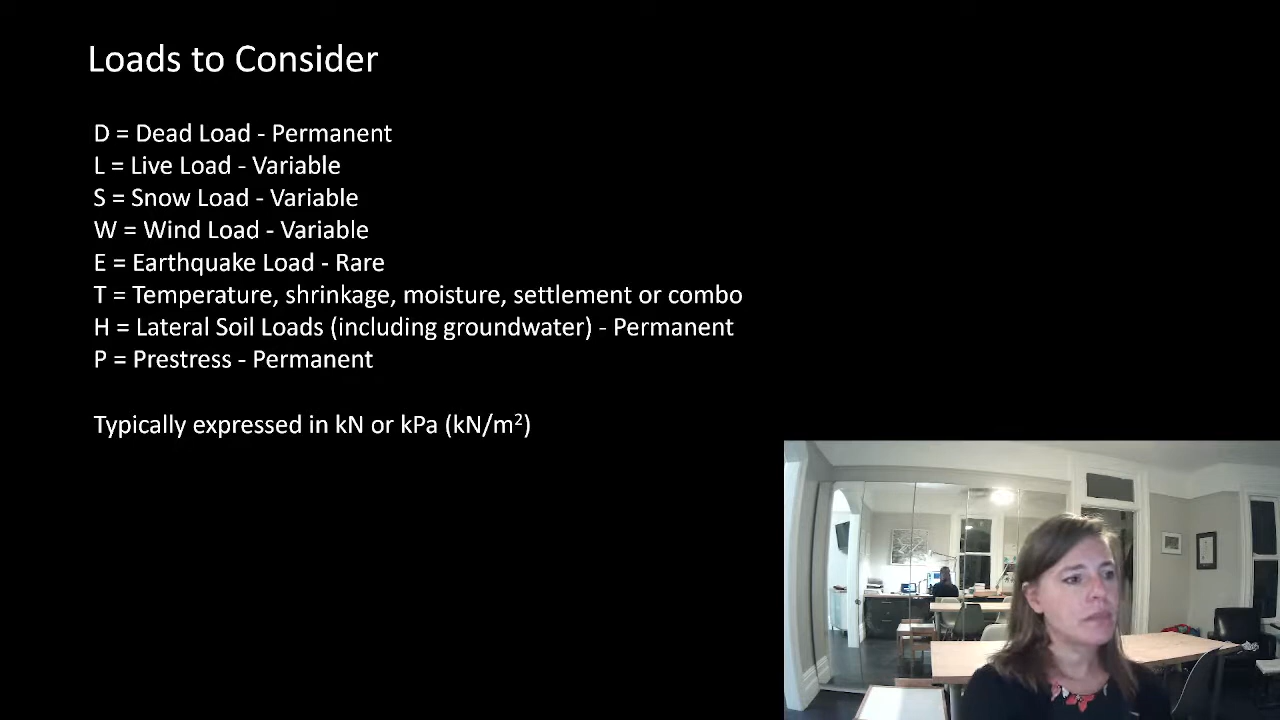 Loads to Consider
D = Dead Load - Permanent
L = Live Load - Variable
S = Snow Load - Variable
W = Wind Load - Variable
E = Earthquake Load - Rare
T = Temperature, shrinkage, moisture, settlement or combo
H = Lateral Soil Loads (including groundwater) - Permanent
P = Prestress - Permanent
Typically expressed in kN or kPa (kN/m²)